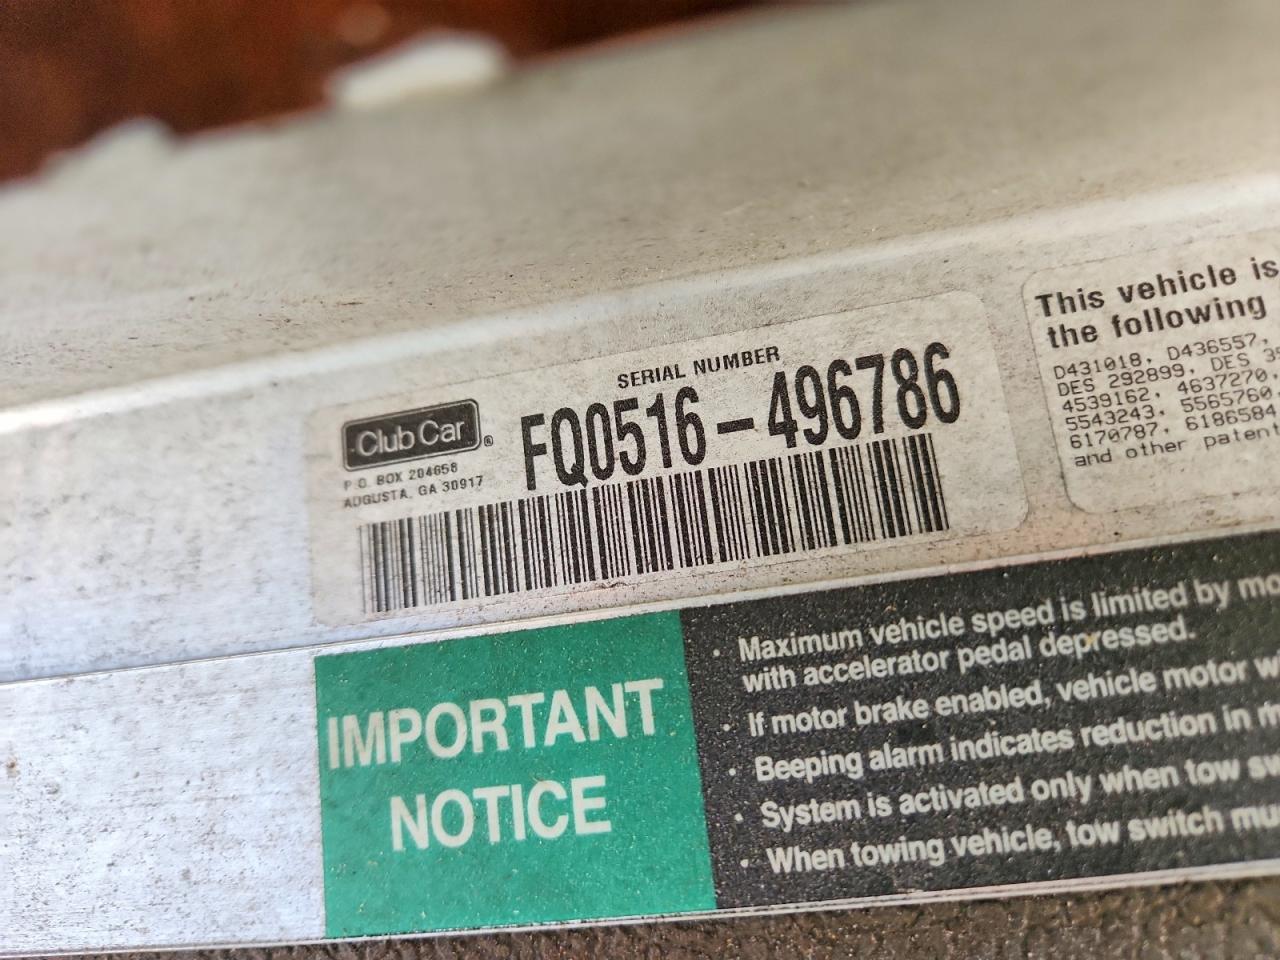 SERIAL NUMBER
Club Car®
FQ0516-496786
P.O. BOX 204658
AUGUSTA, GA 30917
This vehicle is
the following
D431018, D436557,
DES 292899, DES
4539162, 4637270,
5543243, 5565760
6170787, 6186584
and other patent
IMPORTANT
NOTICE
• Maximum vehicle speed is limited by
with accelerator pedal depressed.
• If motor brake enabled, vehicle motor
• Beeping alarm indicates reduction in
• System is activated only when tow
• When towing vehicle, tow switch